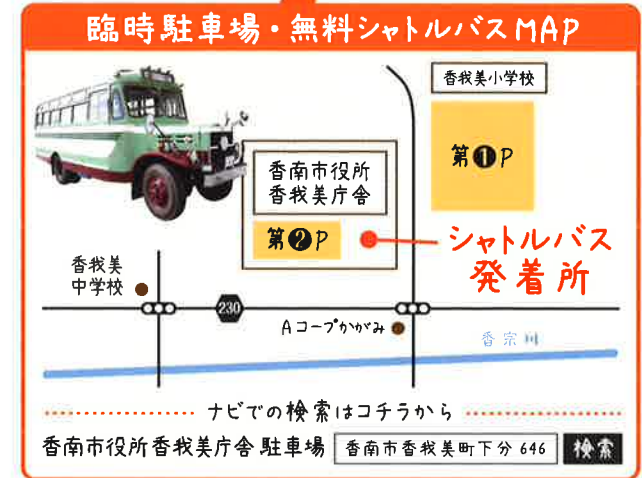 臨時駐車場・無料シャトルバスMAP
香我美小学校
第❶P
香南市役所
香我美庁舎
第❷P
シャトルバス
発着所
香我美
中学校
230
Aコープかがみ
香宗川
ナビでの検索はコチラから
香南市役所香我美庁舎 駐車場 香南市香我美町下分 646 検索